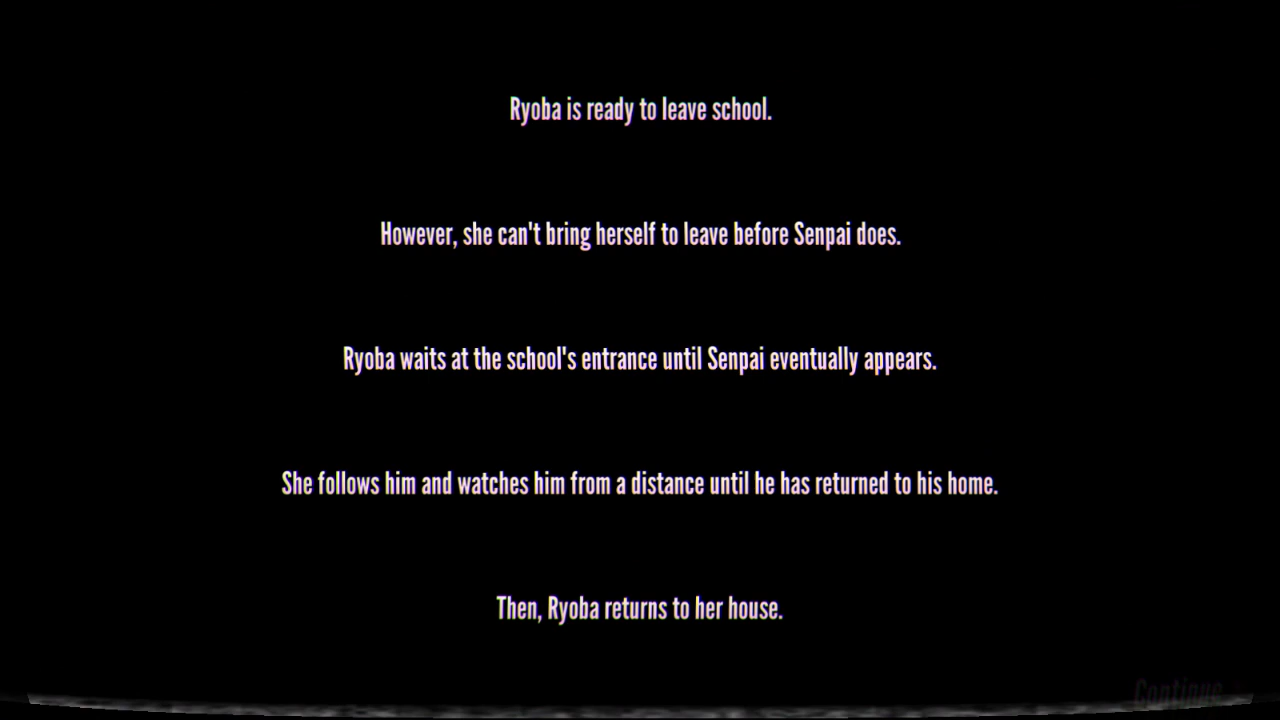 Ryoba is ready to leave school.
However, she can't bring herself to leave before Senpai does.
Ryoba waits at the school's entrance until Senpai eventually appears.
She follows him and watches him from a distance until he has returned to his home.
Then, Ryoba returns to her house.
Continue